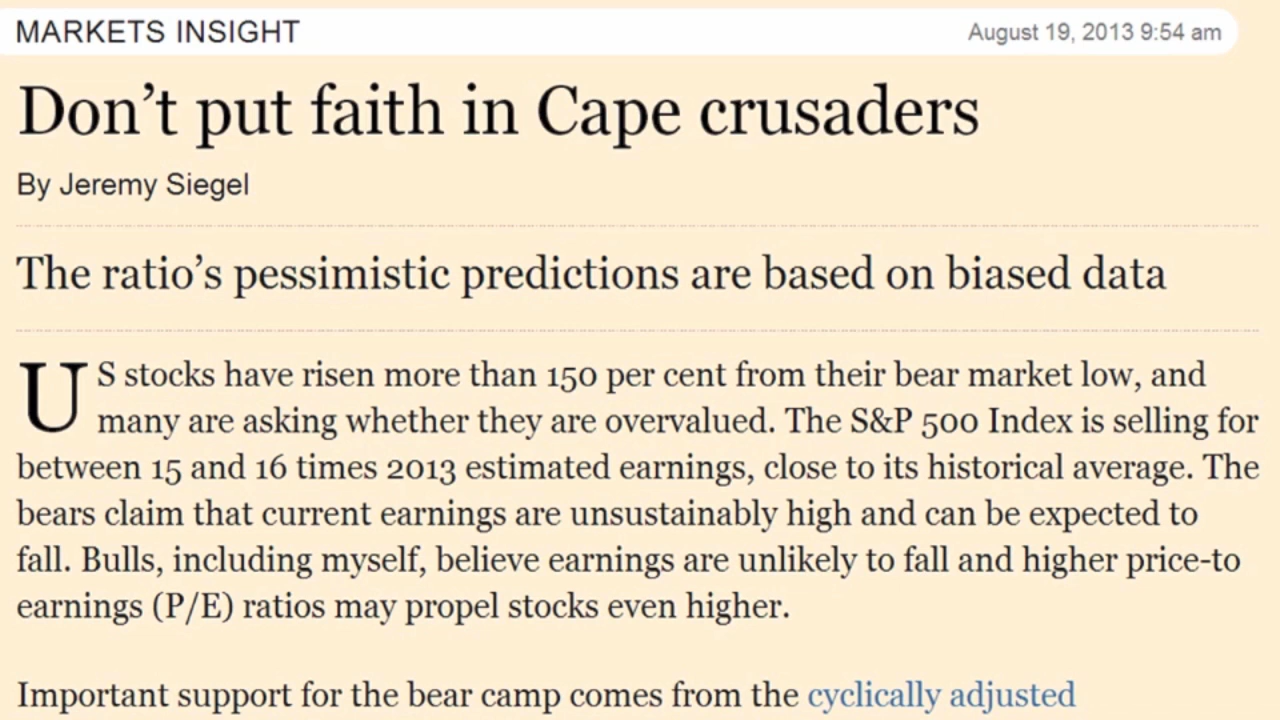 MARKETS INSIGHT
August 19, 2013 9:54 am
Don’t put faith in Cape crusaders
By Jeremy Siegel
The ratio’s pessimistic predictions are based on biased data
US stocks have risen more than 150 per cent from their bear market low, and
many are asking whether they are overvalued. The S&P 500 Index is selling for
between 15 and 16 times 2013 estimated earnings, close to its historical average. The
bears claim that current earnings are unsustainably high and can be expected to
fall. Bulls, including myself, believe earnings are unlikely to fall and higher price-to
earnings (P/E) ratios may propel stocks even higher.
Important support for the bear camp comes from the cyclically adjusted